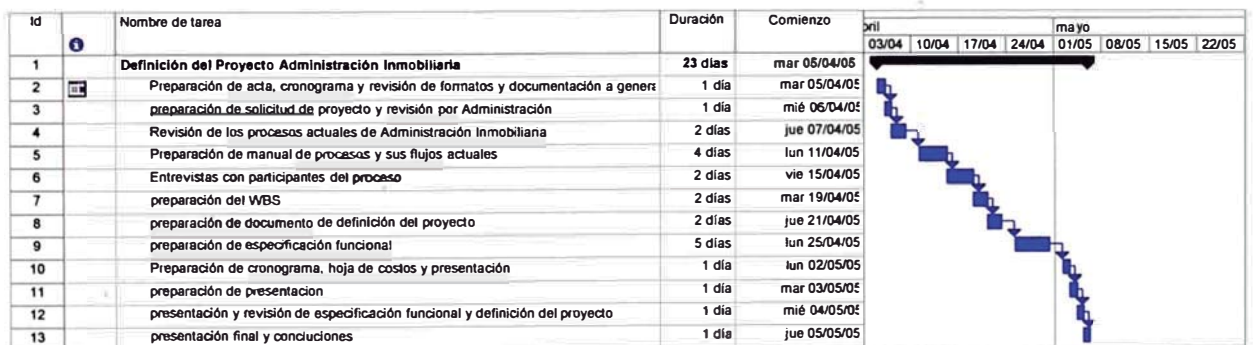 Id Nombre de tarea Duración Comienzo
ril mayo
03/04 10/04 17/04 24/04 01/05 08/05 15/05 22/05
1 Definición del Proyecto Administración Inmobiliaria 23 días mar 05/04/05
2 Preparación de acta, cronograma y revisión de formatos y documentación a genera 1 día mar 05/04/05
3 preparación de solicitud de proyecto y revisión por Administración 1 día mié 06/04/05
4 Revisión de los procesos actuales de Administración Inmobiliaria 2 días jue 07/04/05
5 Preparación de manual de procesos y sus flujos actuales 4 días lun 11/04/05
6 Entrevistas con participantes del proceso 2 días vie 15/04/05
7 preparación del WBS 2 días mar 19/04/05
8 preparación de documento de definición del proyecto 2 días jue 21/04/05
9 preparación de especificación funcional 5 días lun 25/04/05
10 Preparación de cronograma, hoja de costos y presentación 1 día lun 02/05/05
11 preparación de presentacion 1 día mar 03/05/05
12 presentación y revisión de especificación funcional y definición del proyecto 1 día mié 04/05/05
13 presentación final y concluciones 1 día jue 05/05/05